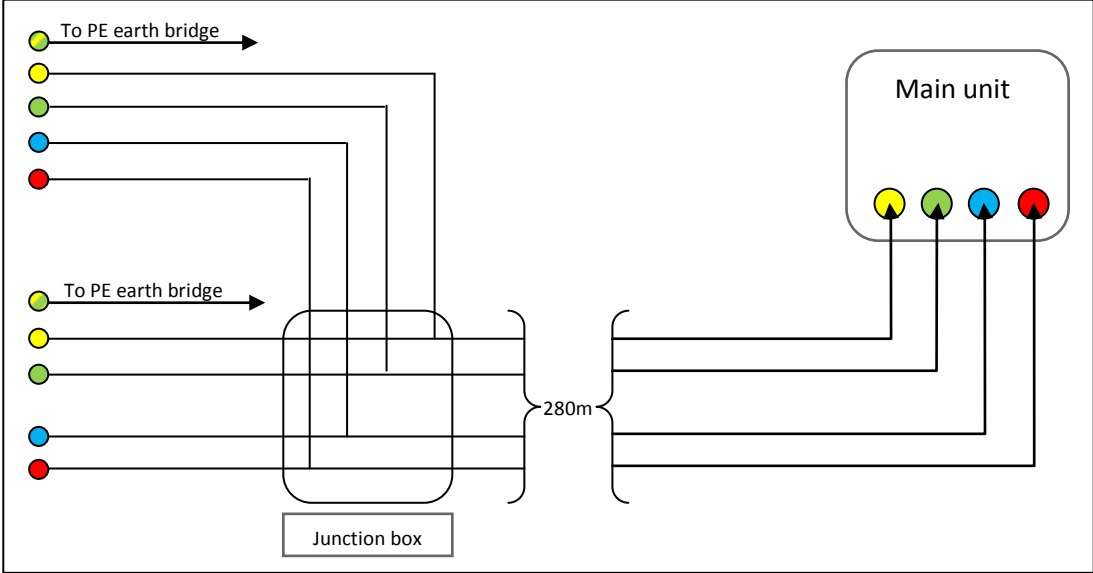 To PE earth bridge
Main unit
To PE earth bridge
280m
Junction box